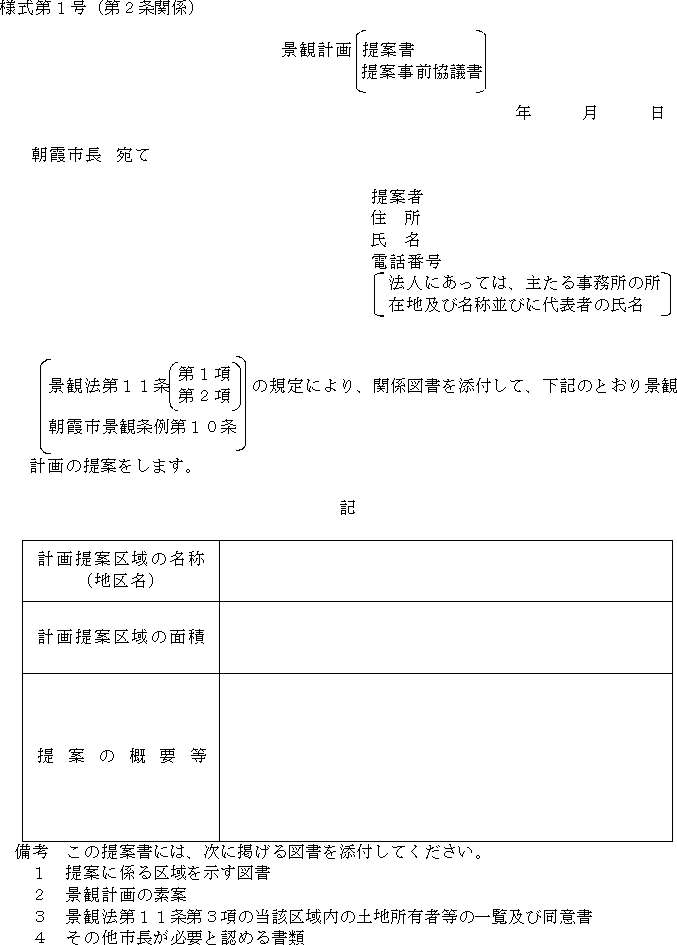 様式第１号（第２条関係）
景観計画 提案書
提案事前協議書
年　月　日
朝霞市長　宛て
提案者
住　所
氏　名
電話番号
法人にあっては、主たる事務所の所
在地及び名称並びに代表者の氏名
景観法第１１条 第１項
第２項
の規定により、関係図書を添付して、下記のとおり景観
朝霞市景観条例第１０条
計画の提案をします。
記
計画提案区域の名称
（地区名）
計画提案区域の面積
提案の概要等
備考　この提案書には、次に掲げる図書を添付してください。
１　提案に係る区域を示す図書
２　景観計画の素案
３　景観法第１１条第３項の当該区域内の土地所有者等の一覧及び同意書
４　その他市長が必要と認める書類